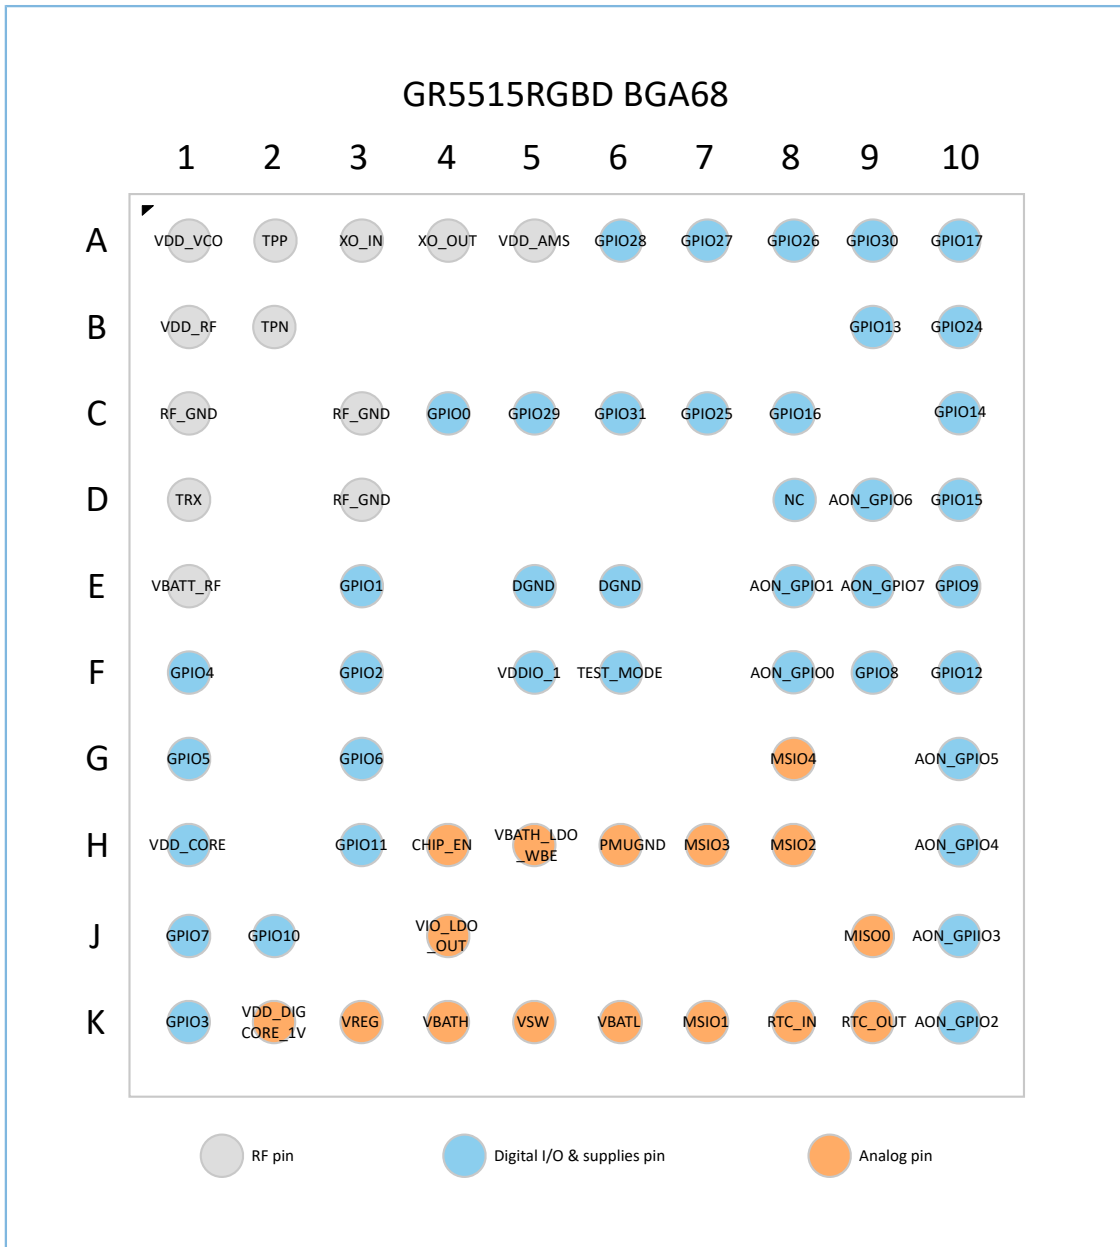 GR5515RGBD BGA68
1 2 3 4 5 6 7 8 9 10
A VDD_VCO TPP XO_IN XO_OUT VDD_AMS GPIO28 GPIO27 GPIO26 GPIO30 GPIO17
B VDD_RF TPN GPIO13 GPIO24
C RF_GND RF_GND GPIO0 GPIO29 GPIO31 GPIO25 GPIO16 GPIO14
D TRX RF_GND NC AON_GPIO6 GPIO15
E VBATT_RF GPIO1 DGND DGND AON_GPIO1 AON_GPIO7 GPIO9
F GPIO4 GPIO2 VDDIO_1 TEST_MODE AON_GPIO0 GPIO8 GPIO12
G GPIO5 GPIO6 MSIO4 AON_GPIO5
H VDD_CORE GPIO11 CHIP_EN VBATH_LDO
_WBE PMUGND MSIO3 MSIO2 AON_GPIO4
J GPIO7 GPIO10 VIO_LDO
_OUT MISO0 AON_GPIIO3
K GPIO3 VDD_DIG
CORE_1V VREG VBATH VSW VBATL MSIO1 RTC_IN RTC_OUT AON_GPIO2
RF pin Digital I/O & supplies pin Analog pin